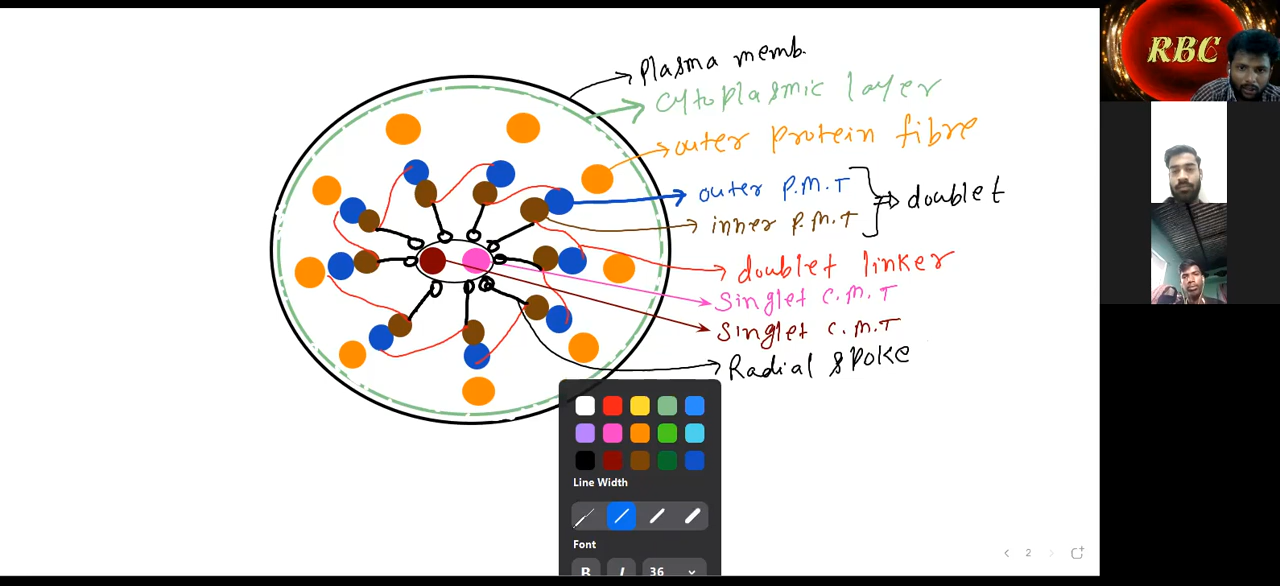 RBC
Plasma memb.
cytoplasmic layer
outer protein fibre
outer P.M.T
doublet
inner P.M.T
doublet linker
Singlet C.M.T
Singlet C.M.T
Radial spoke
Line Width
Font
B I 36
2